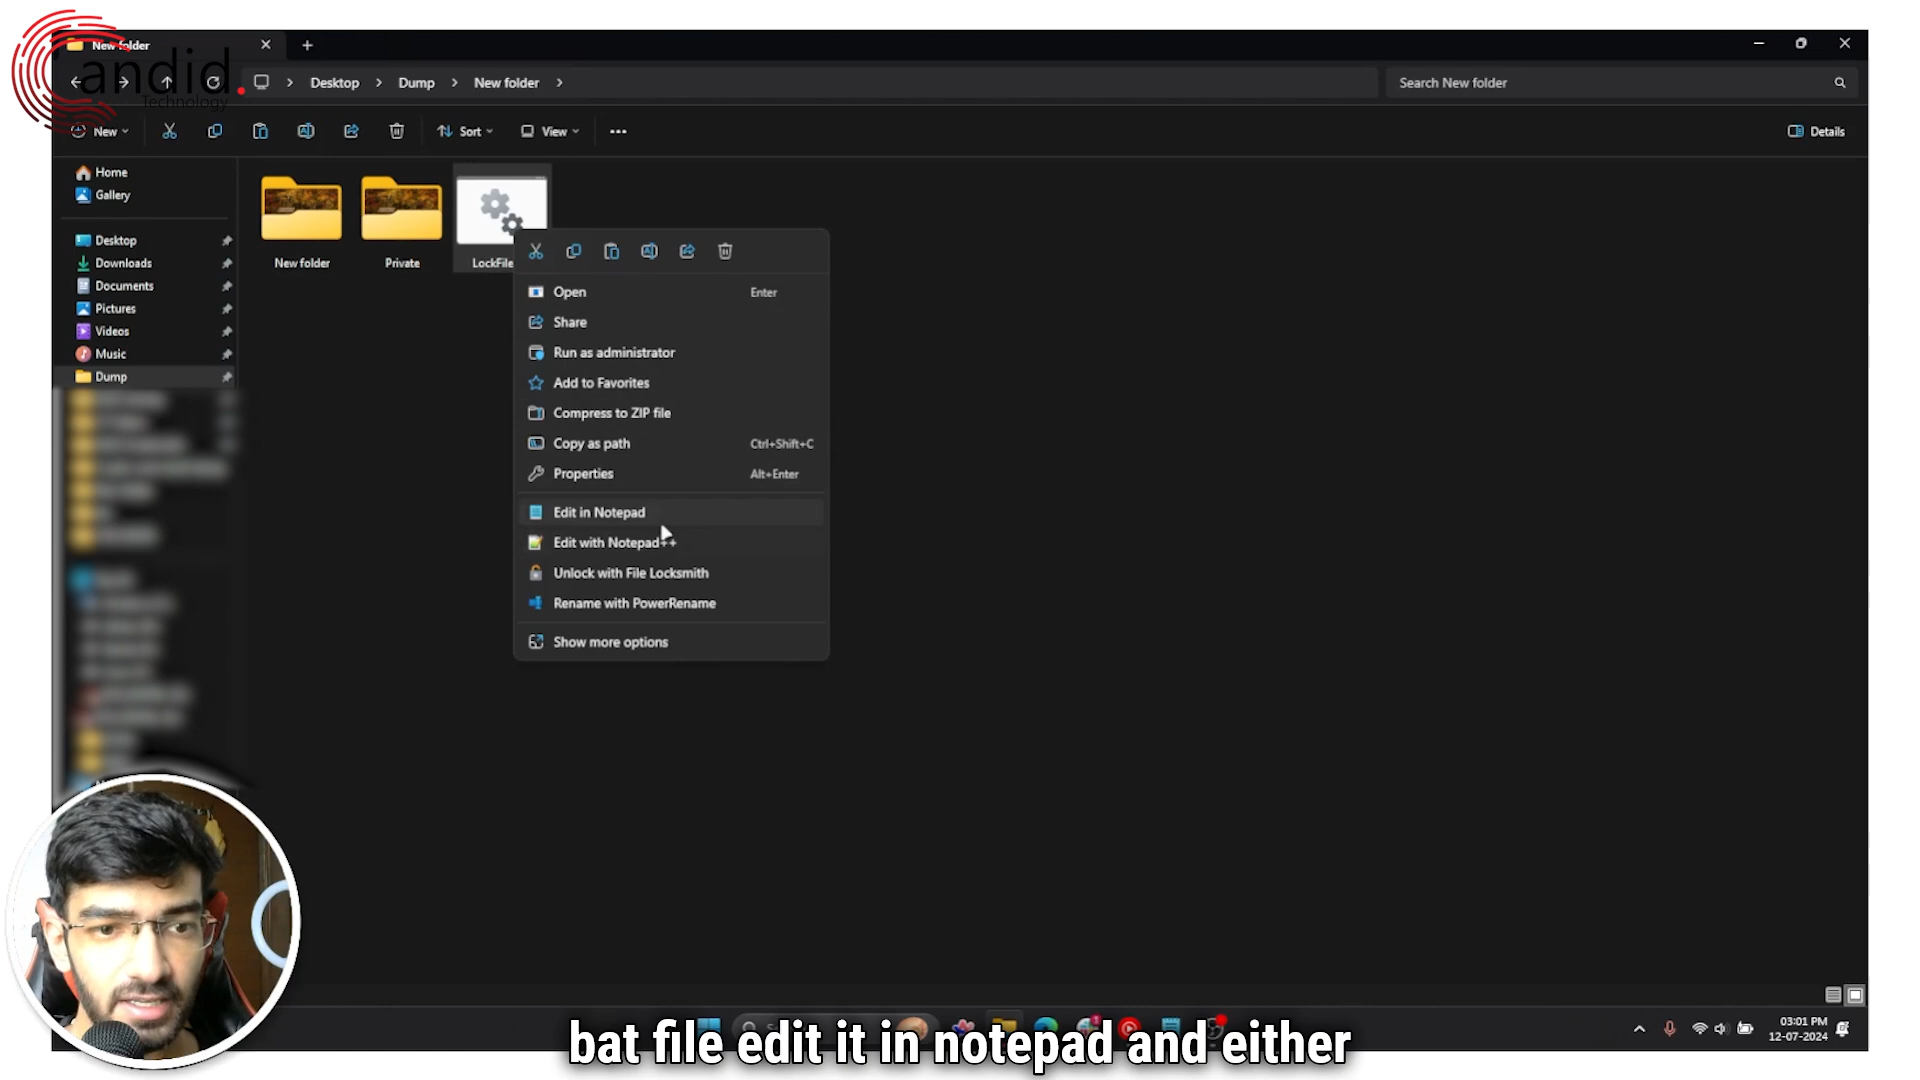 New folder
andid.
Technology
Desktop > Dump > New folder >
Search New folder
New
Sort
View
Details
Home
Gallery
Desktop
Downloads
Documents
Pictures
Videos
Music
Dump
New folder
Private
LockFile
Open Enter
Share
Run as administrator
Add to Favorites
Compress to ZIP file
Copy as path Ctrl+Shift+C
Properties Alt+Enter
Edit in Notepad
Edit with Notepad++
Unlock with File Locksmith
Rename with PowerRename
Show more options
bat file edit it in notepad and either
03:01 PM
12-07-2024